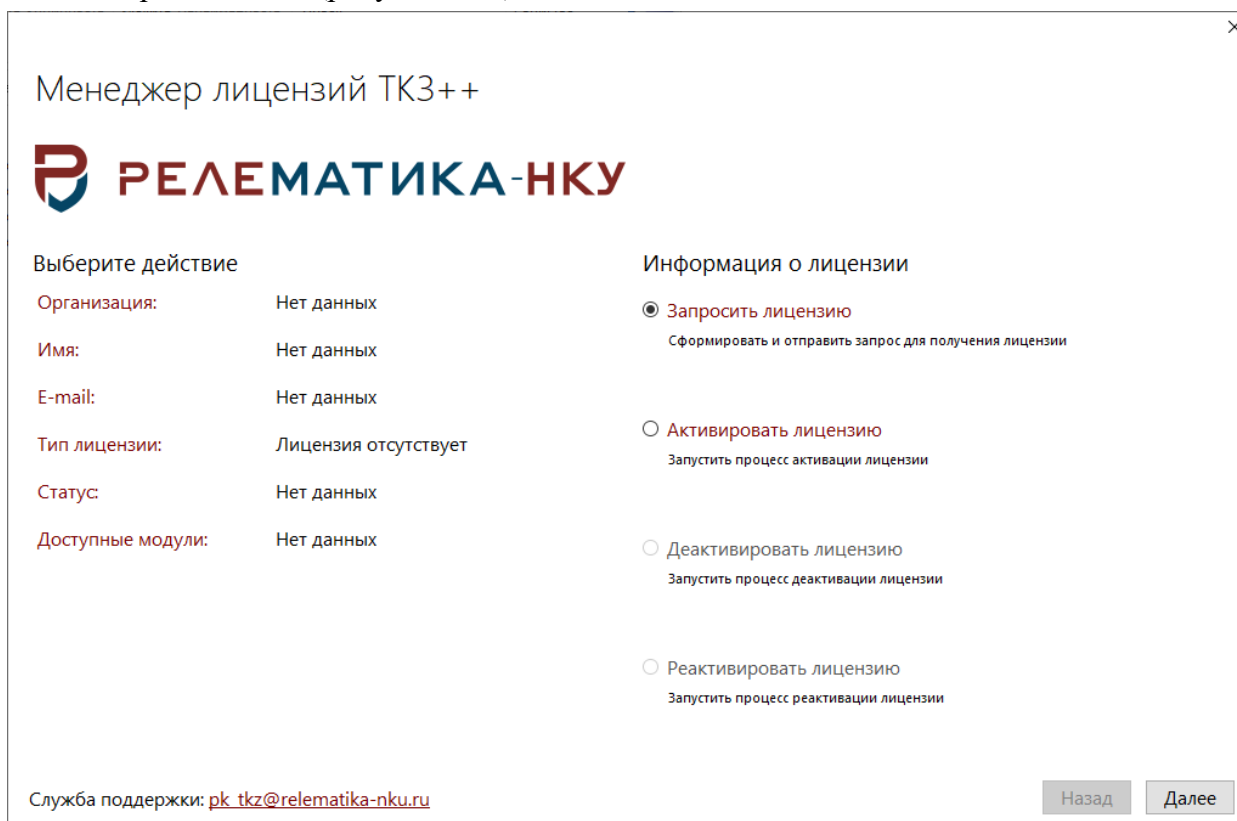 Менеджер лицензий ТКЗ++
РЕЛЕМАТИКА-НКУ
Выберите действие
Организация: Нет данных
Имя: Нет данных
E-mail: Нет данных
Тип лицензии: Лицензия отсутствует
Статус: Нет данных
Доступные модули: Нет данных
Информация о лицензии
Запросить лицензию
Сформировать и отправить запрос для получения лицензии
Активировать лицензию
Запустить процесс активации лицензии
Деактивировать лицензию
Запустить процесс деактивации лицензии
Реактивировать лицензию
Запустить процесс реактивации лицензии
Служба поддержки: pk_tkz@relematika-nku.ru
Назад Далее